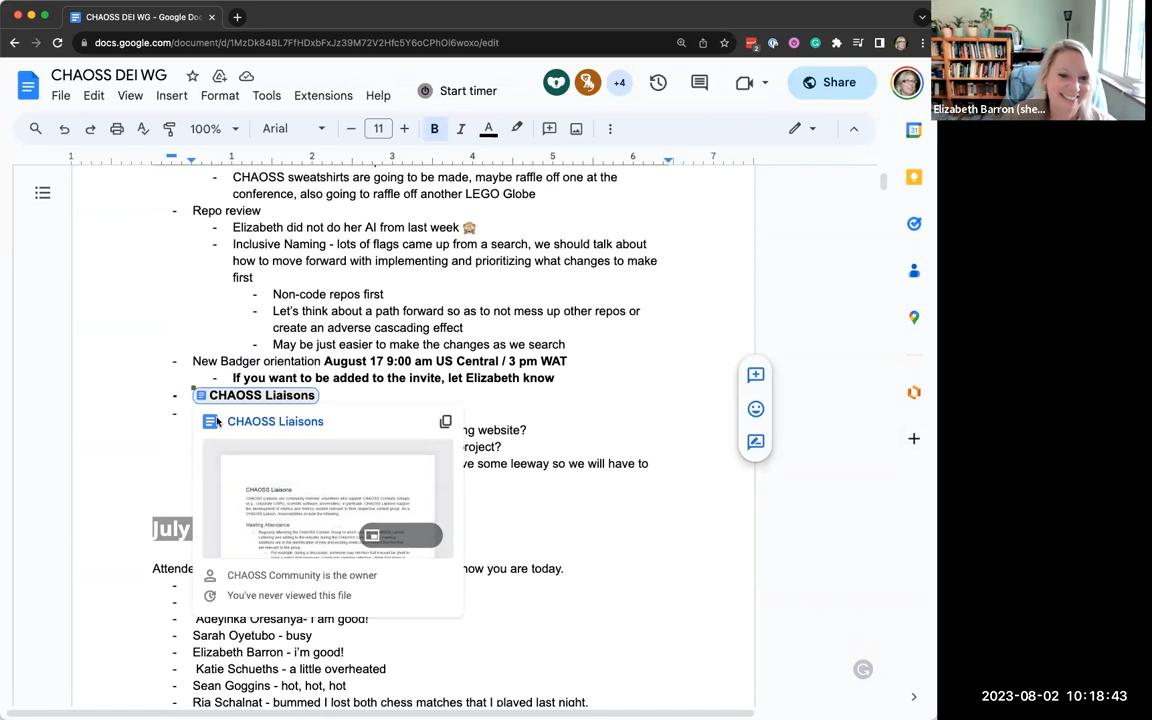 CHAOSS DEI WG - Google Doc
docs.google.com/document/d/1MzDk84BL7FfHDxbFxJz39M72V2Hfc5Y6oCPhOl6woxo/edit
CHAOSS DEI WG
File Edit View Insert Format Tools Extensions Help
Start timer
+4
Share
100%
Arial
11
B
I
A
Elizabeth Barron (she...
1 1 2 3 4 5 6 7
- CHAOSS sweatshirts are going to be made, maybe raffle off one at the
conference, also going to raffle off another LEGO Globe
- Repo review
- Elizabeth did not do her AI from last week 🙈
- Inclusive Naming - lots of flags came up from a search, we should talk about
how to move forward with implementing and prioritizing what changes to make
first
- Non-code repos first
- Let's think about a path forward so as to not mess up other repos or
create an adverse cascading effect
- May be just easier to make the changes as we search
- New Badger orientation August 17 9:00 am US Central / 3 pm WAT
- If you want to be added to the invite, let Elizabeth know
- CHAOSS Liaisons
-
CHAOSS Liaisons
ng website?
roject?
ve some leeway so we will have to
CHAOSS Liaisons
Meeting Attendance
July
CHAOSS Community is the owner
You've never viewed this file
Attende
how you are today.
-
-
- Adeyinka Oresanya- I am good!
- Sarah Oyetubo - busy
- Elizabeth Barron - i'm good!
- Katie Schueths - a little overheated
- Sean Goggins - hot, hot, hot
- Ria Schalnat - bummed I lost both chess matches that I played last night.
2023-08-02 10:18:43